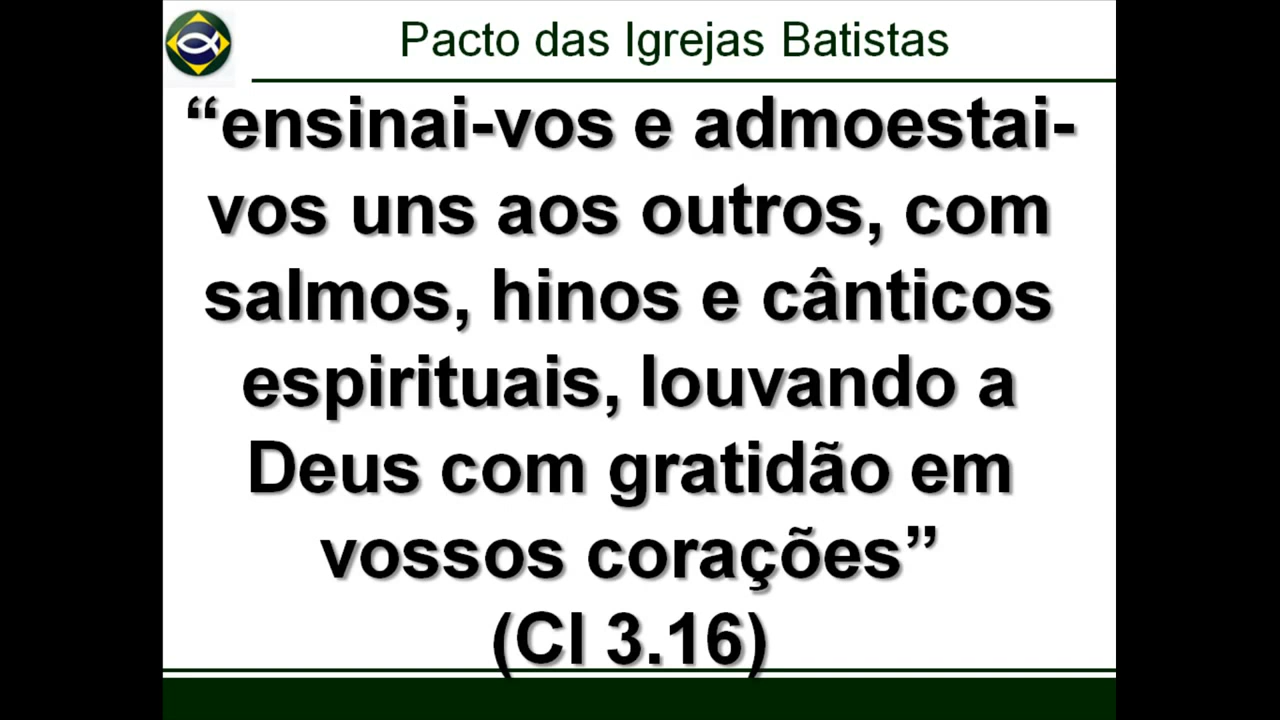 Pacto das Igrejas Batistas
“ensinai-vos e admoestai-
vos uns aos outros, com
salmos, hinos e cânticos
espirituais, louvando a
Deus com gratidão em
vossos corações”
(Cl 3.16)